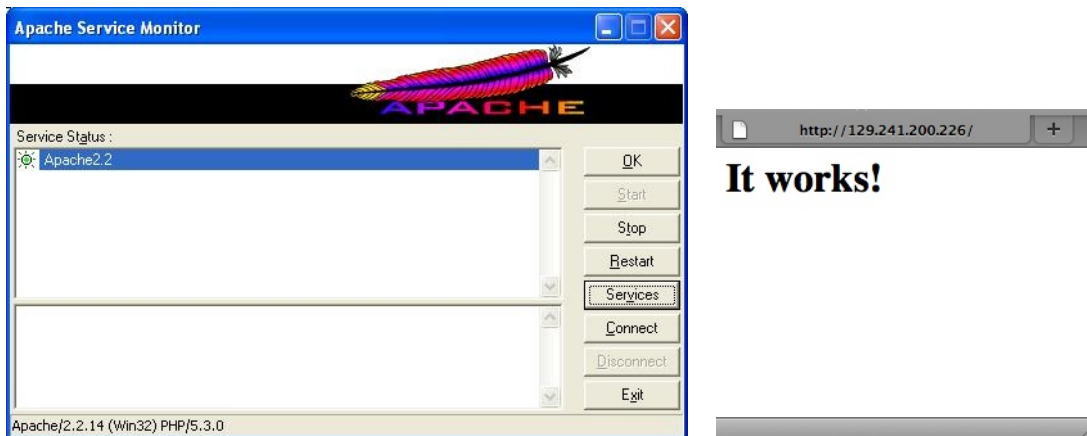 Apache Service Monitor
APACHE
Service Status :
Apache2.2
OK
Start
Stop
Restart
Services
Connect
Disconnect
Exit
Apache/2.2.14 (Win32) PHP/5.3.0
http://129.241.200.226/
+
It works!